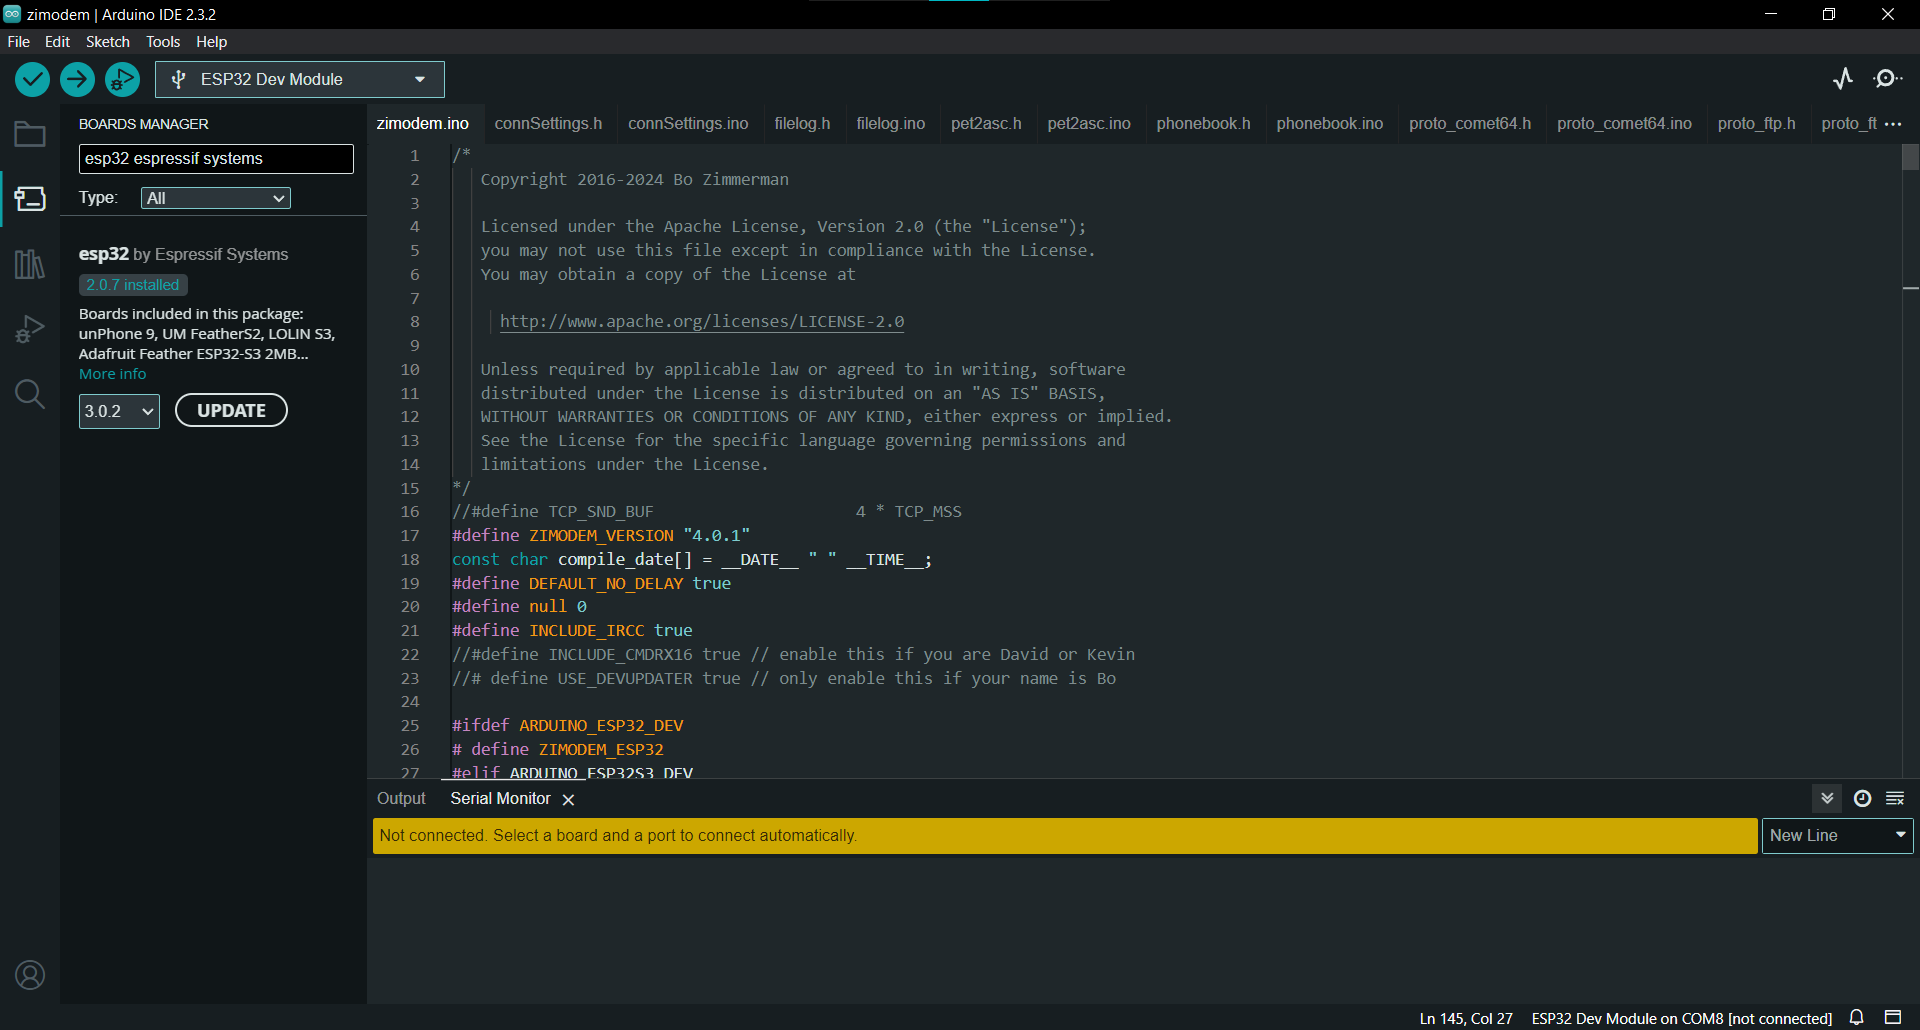 zimodem | Arduino IDE 2.3.2
File Edit Sketch Tools Help
ESP32 Dev Module
BOARDS MANAGER
esp32 espressif systems
Type: All
esp32 by Espressif Systems
2.0.7 installed
Boards included in this package:
unPhone 9, UM FeatherS2, LOLIN S3,
Adafruit Feather ESP32-S3 2MB...
More info
3.0.2 UPDATE
zimodem.ino connSettings.h connSettings.ino filelog.h filelog.ino pet2asc.h pet2asc.ino phonebook.h phonebook.ino proto_comet64.h proto_comet64.ino proto_ftp.h proto_ft
1 /*
2 Copyright 2016-2024 Bo Zimmerman
3
4 Licensed under the Apache License, Version 2.0 (the "License");
5 you may not use this file except in compliance with the License.
6 You may obtain a copy of the License at
7
8 http://www.apache.org/licenses/LICENSE-2.0
9
10 Unless required by applicable law or agreed to in writing, software
11 distributed under the License is distributed on an "AS IS" BASIS,
12 WITHOUT WARRANTIES OR CONDITIONS OF ANY KIND, either express or implied.
13 See the License for the specific language governing permissions and
14 limitations under the License.
15 */
16 //#define TCP_SND_BUF 4 * TCP_MSS
17 #define ZIMODEM_VERSION "4.0.1"
18 const char compile_date[] = __DATE__ " " __TIME__;
19 #define DEFAULT_NO_DELAY true
20 #define null 0
21 #define INCLUDE_IRCC true
22 //#define INCLUDE_CMDRX16 true // enable this if you are David or Kevin
23 //# define USE_DEVUPDATER true // only enable this if your name is Bo
24
25 #ifdef ARDUINO_ESP32_DEV
26 # define ZIMODEM_ESP32
27 #elif ARDUINO_ESP32S3_DEV
Output Serial Monitor
Not connected. Select a board and a port to connect automatically.
New Line
Ln 145, Col 27 ESP32 Dev Module on COM8 [not connected]